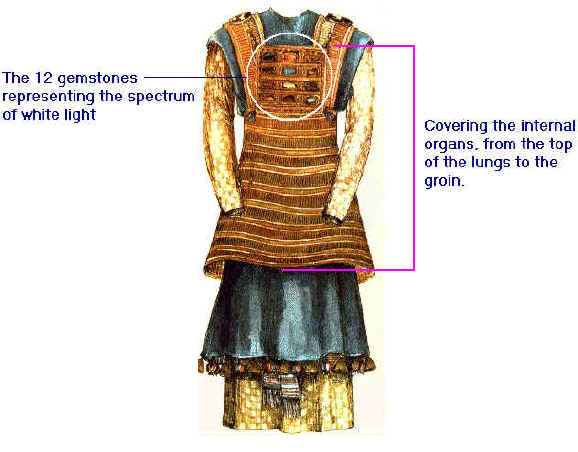 The 12 gemstones
representing the spectrum
of white light
Covering the internal
organs, from the top
of the lungs to the
groin.